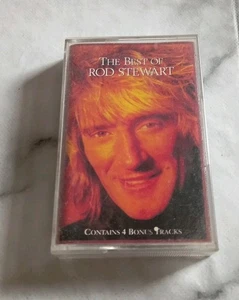 THE BEST OF
ROD STEWART
CONTAINS 4 BONUS TRACKS